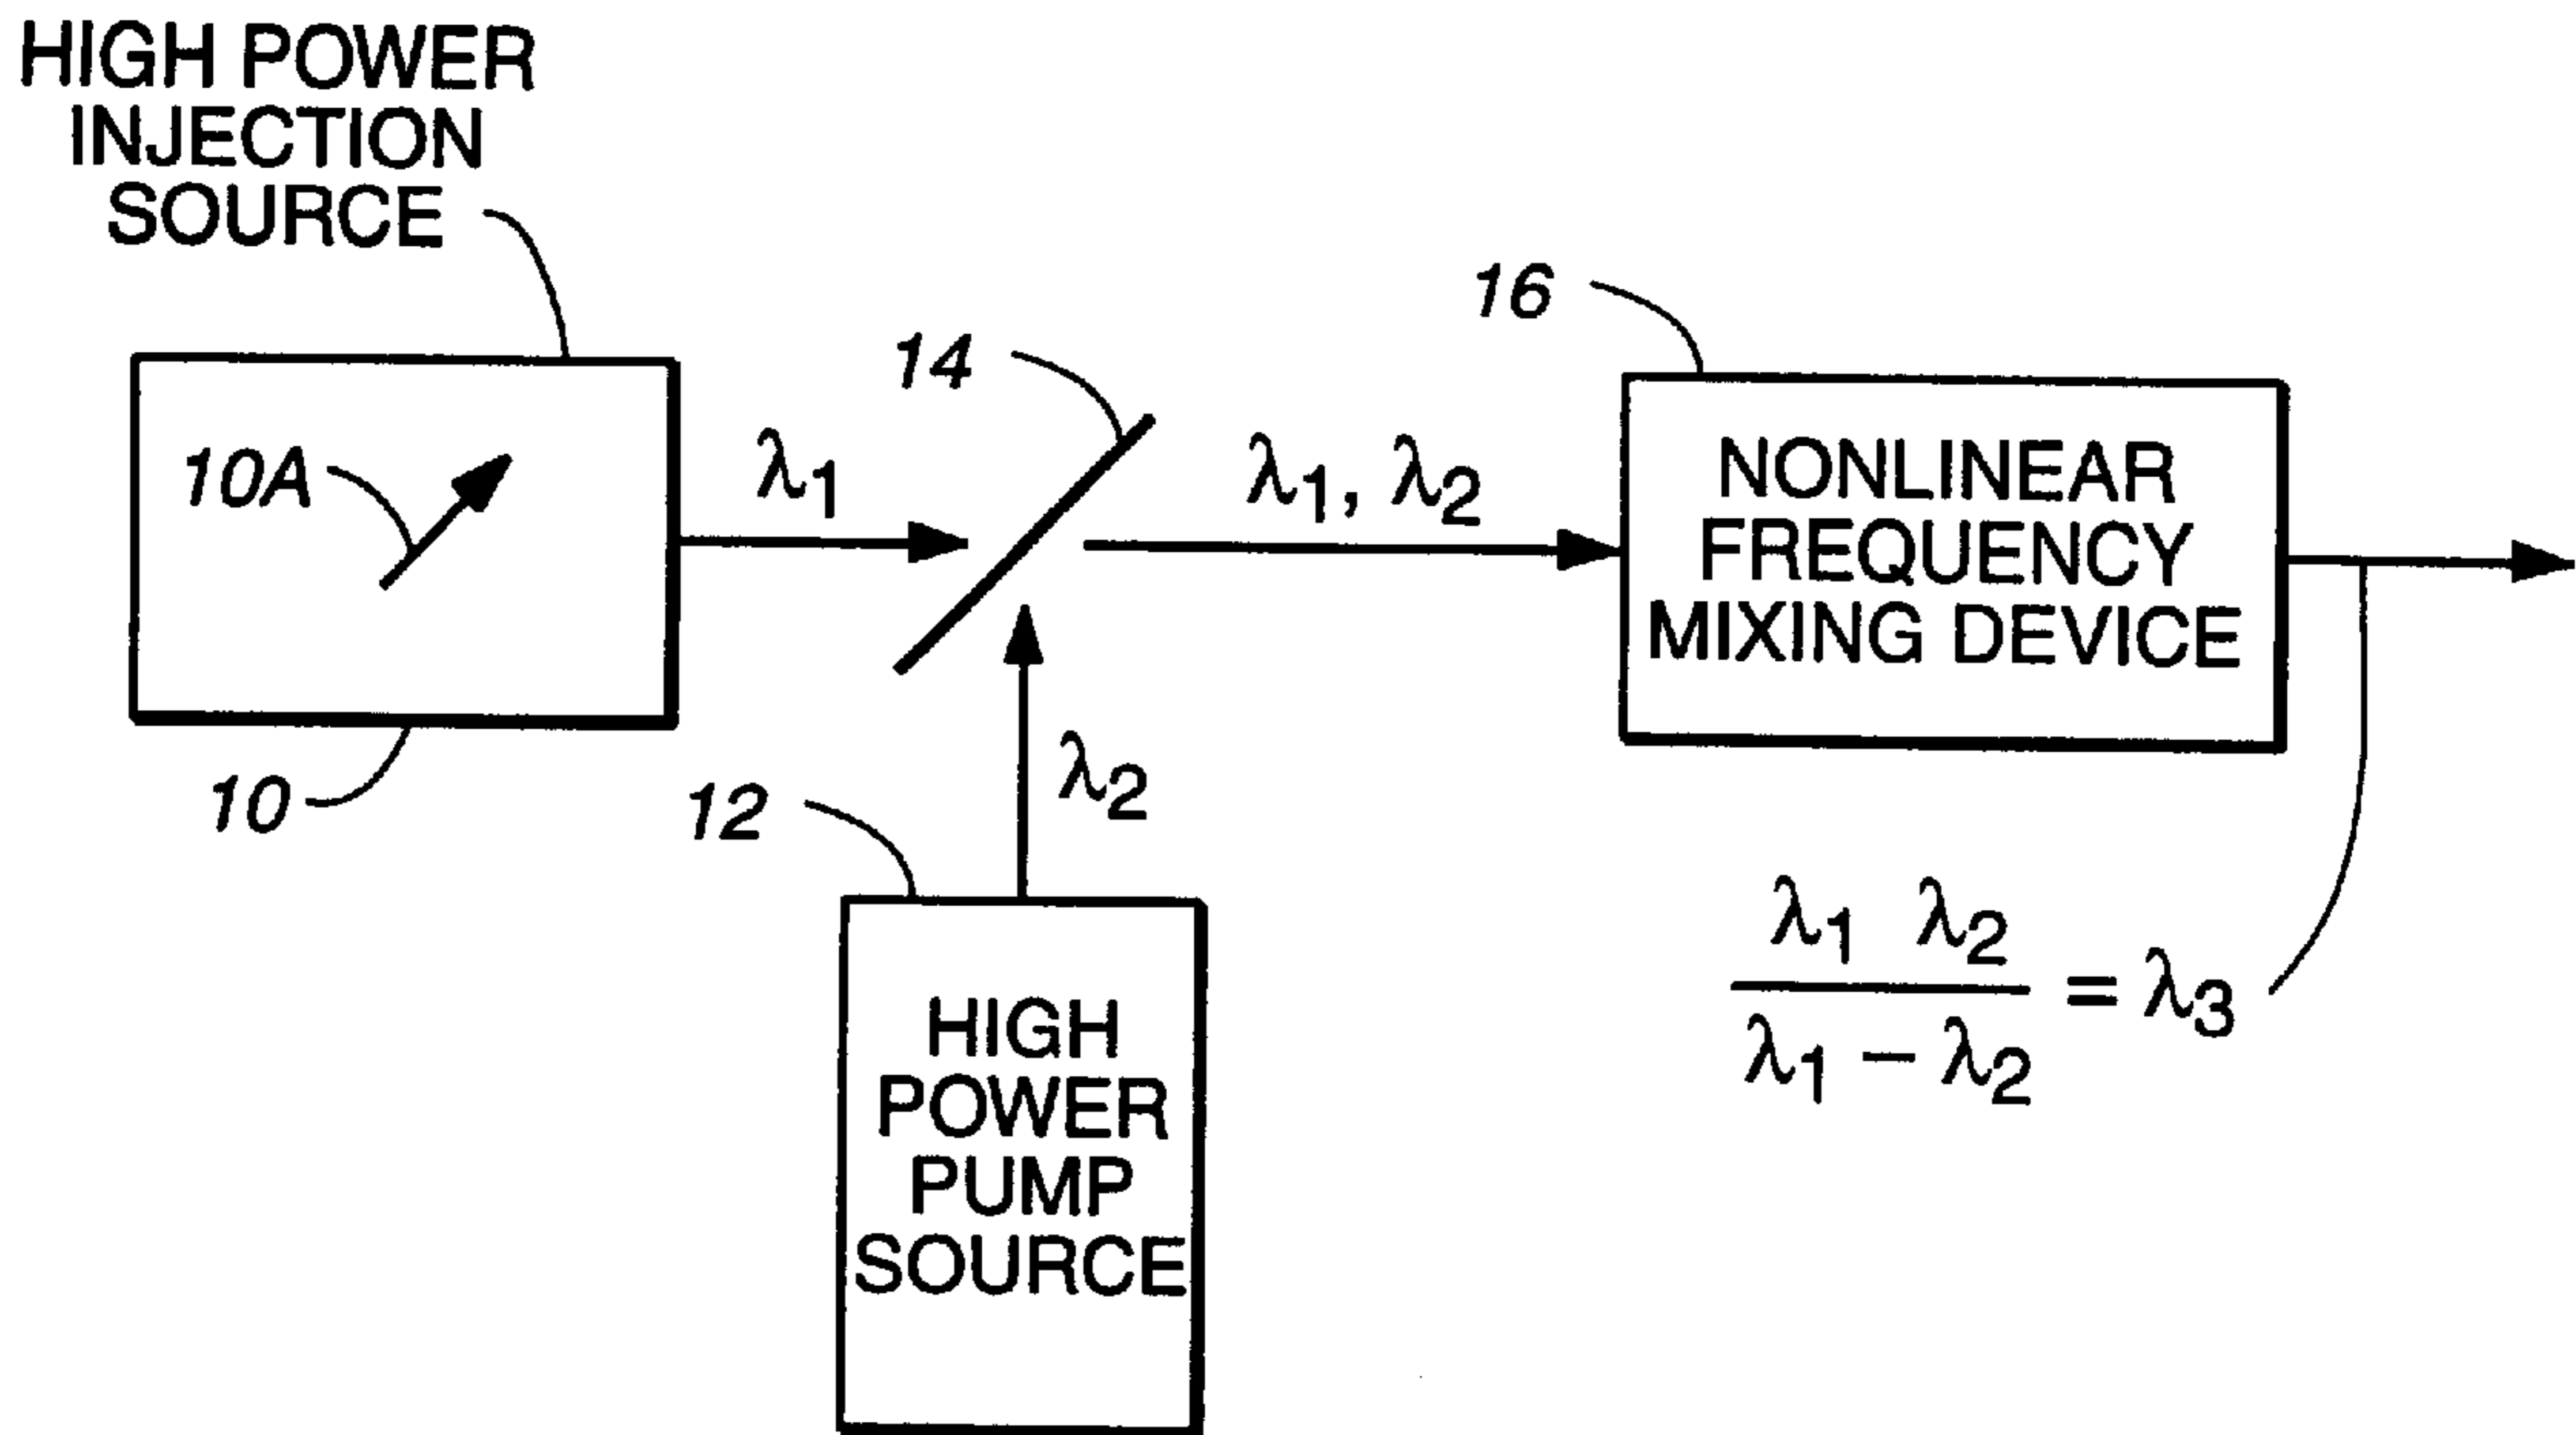 HIGH POWER
INJECTION
SOURCE
10A
10
λ1
14
λ1, λ2
16
NONLINEAR
FREQUENCY
MIXING DEVICE
12
λ2
HIGH
POWER
PUMP
SOURCE
λ1 λ2
λ1 − λ2
= λ3